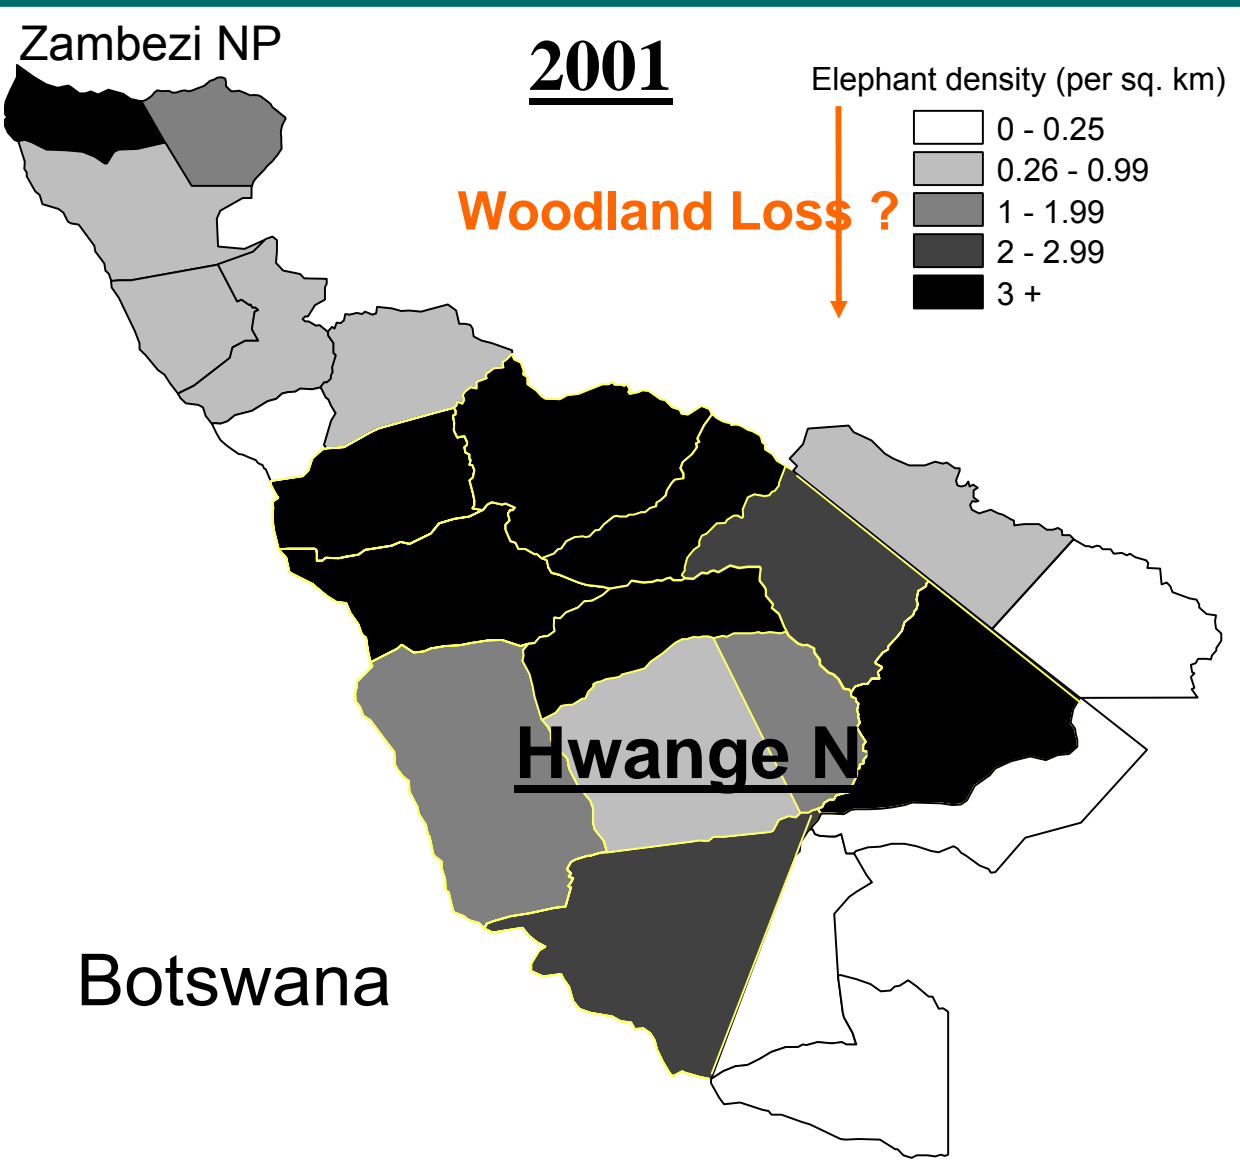 Zambezi NP
2001
Elephant density (per sq. km)
0 - 0.25
0.26 - 0.99
Woodland Loss ?
1 - 1.99
2 - 2.99
3 +
Hwange N
Botswana